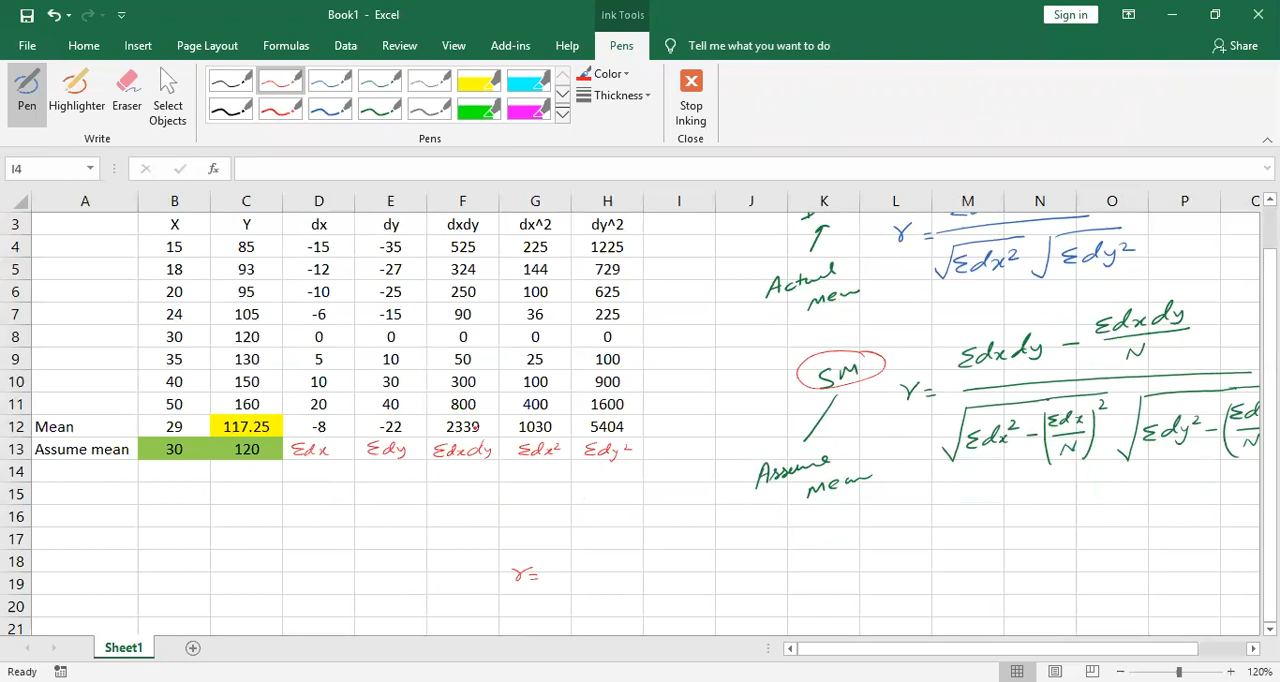 Book1 - Excel
Ink Tools
Sign in
File Home Insert Page Layout Formulas Data Review View Add-ins Help Pens Tell me what you want to do Share
Pen Highlighter Eraser Select Objects
Color
Thickness
Stop Inking
Write Pens Close
I4 fx
A B C D E F G H I J K L M N O P
3 X Y dx dy dxdy dx^2 dy^2
4 15 85 -15 -35 525 225 1225
5 18 93 -12 -27 324 144 729
6 20 95 -10 -25 250 100 625
7 24 105 -6 -15 90 36 225
8 30 120 0 0 0 0 0
9 35 130 5 10 50 25 100
10 40 150 10 30 300 100 900
11 50 160 20 40 800 400 1600
12 Mean 29 117.25 -8 -22 2339 1030 5404
13 Assume mean 30 120 Σdx Σdy Σdxdy Σdx² Σdy²
14
15
16
17
18
19
20
21
r=
r = √Σdx² √Σdy²
Actual mean
SM
Assume mean
r = Σdxdy - Σdxdy/N
√Σdx² - (Σdx/N)² √Σdy² - (Σd/N
Sheet1
Ready 120%